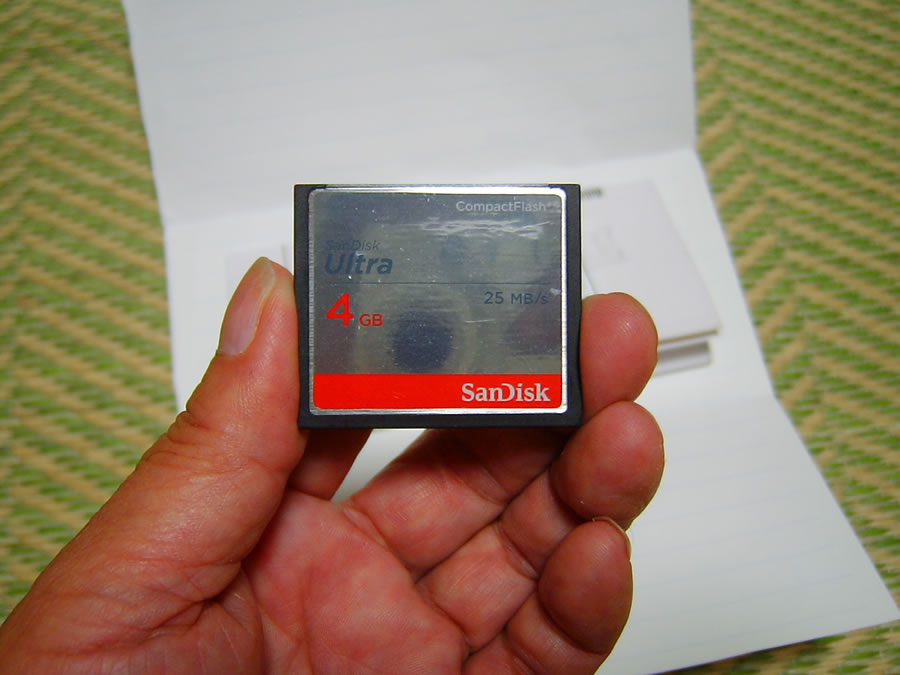 CompactFlash®
SanDisk
Ultra
25 MB/s
4 GB
SanDisk